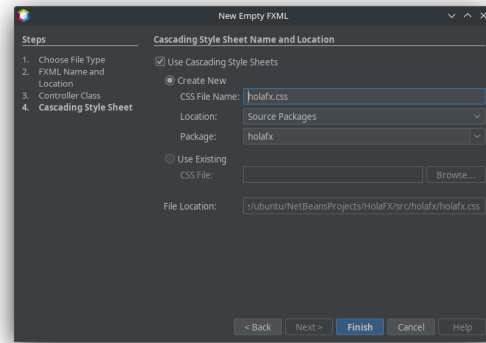 New Empty FXML
Steps
1. Choose File Type
2. FXML Name and
Location
3. Controller Class
4. Cascading Style Sheet
Cascading Style Sheet Name and Location
Use Cascading Style Sheets
Create New
CSS File Name: holafx.css
Location: Source Packages
Package: holafx
Use Existing
CSS File: Browse...
File Location: :/ubuntu/NetBeansProjects/HolaFX/src/holafx/holafx.css
< Back Next > Finish Cancel Help